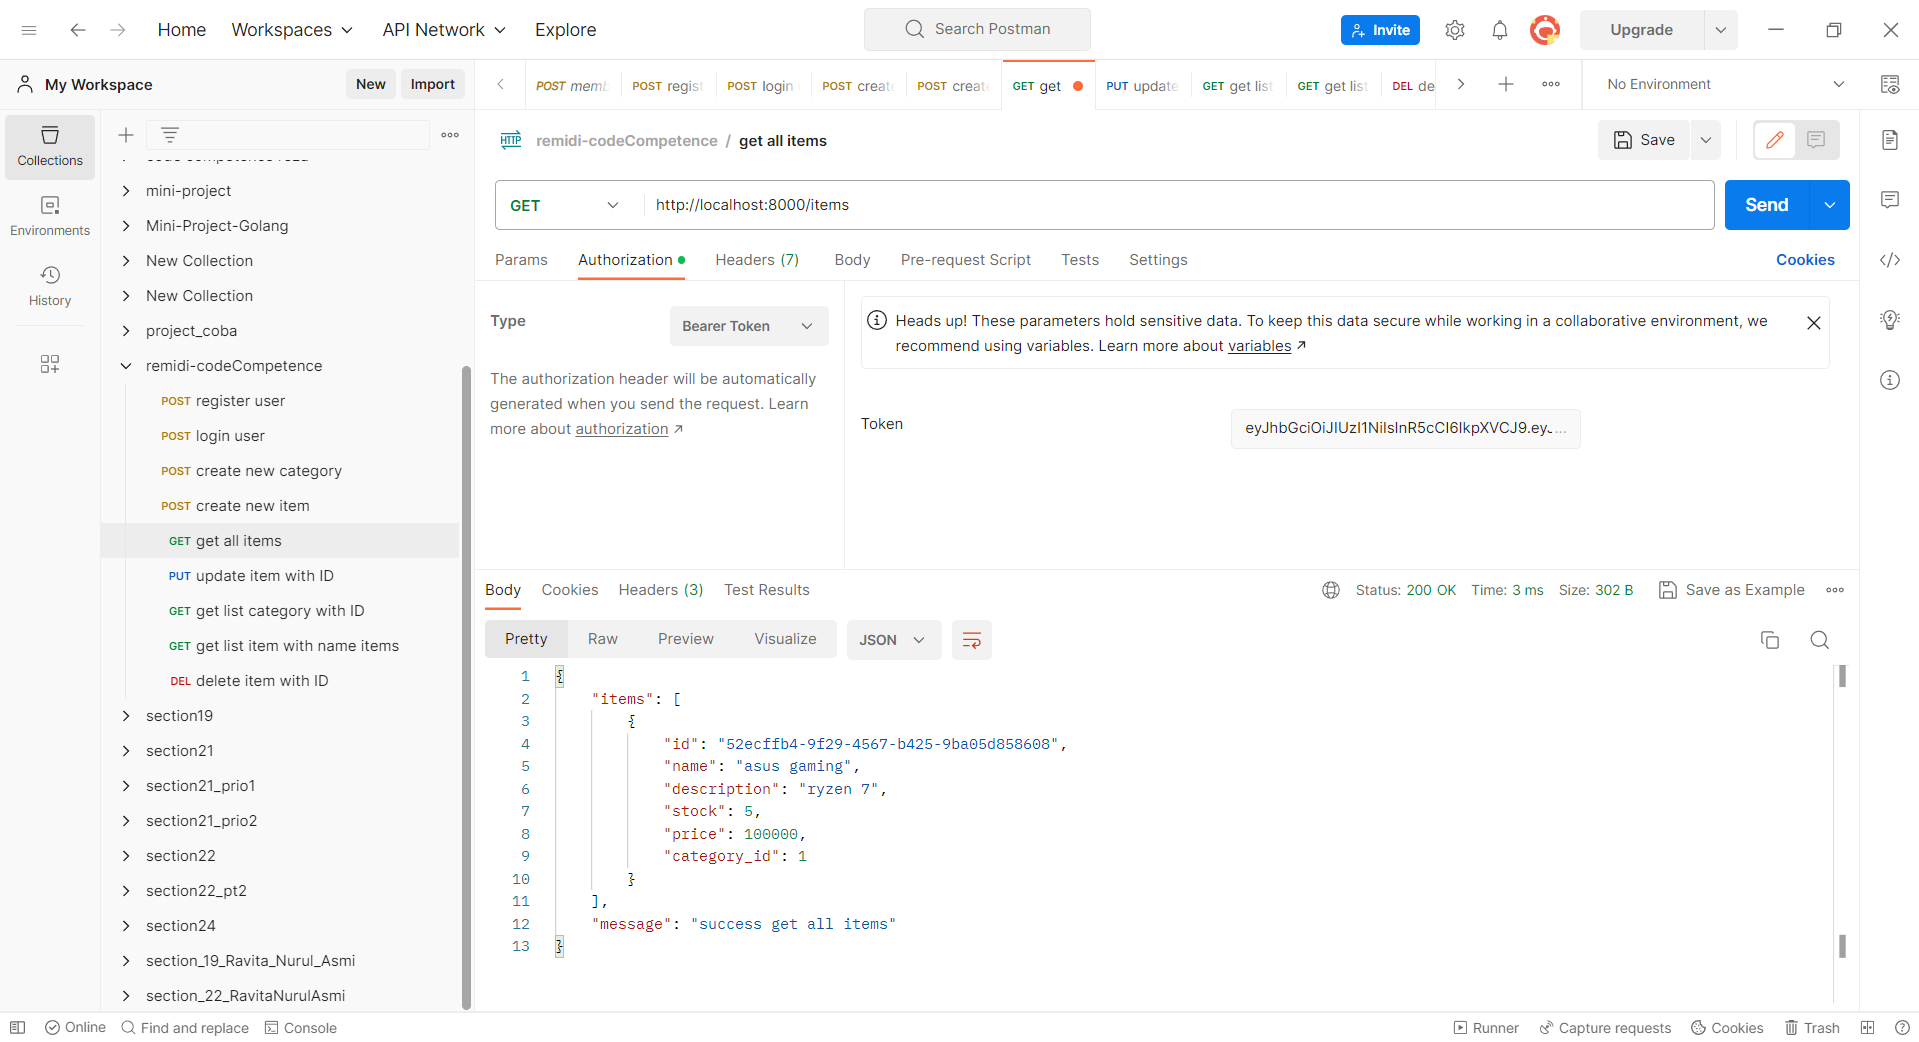 Home Workspaces API Network Explore Search Postman Invite Upgrade
My Workspace New Import
POST memb POST regist POST login POST create POST create GET get PUT update GET get list GET get list DEL de No Environment
Collections
Environments
History
mini-project
Mini-Project-Golang
New Collection
New Collection
project_coba
remidi-codeCompetence
POST register user
POST login user
POST create new category
POST create new item
GET get all items
PUT update item with ID
GET get list category with ID
GET get list item with name items
DEL delete item with ID
section19
section21
section21_prio1
section21_prio2
section22
section22_pt2
section24
section_19_Ravita_Nurul_Asmi
section_22_RavitaNurulAsmi
HTTP remidi-codeCompetence / get all items Save
GET http://localhost:8000/items Send
Params Authorization Headers (7) Body Pre-request Script Tests Settings Cookies
Type Bearer Token
The authorization header will be automatically
generated when you send the request. Learn
more about authorization ↗
Heads up! These parameters hold sensitive data. To keep this data secure while working in a collaborative environment, we
recommend using variables. Learn more about variables ↗
Token eyJhbGciOiJIUzI1NiIsInR5cCI6IkpXVCJ9.eyJ...
Body Cookies Headers (3) Test Results Status: 200 OK Time: 3 ms Size: 302 B Save as Example
Pretty Raw Preview Visualize JSON
1 {
2 "items": [
3 {
4 "id": "52ecffb4-9f29-4567-b425-9ba05d858608",
5 "name": "asus gaming",
6 "description": "ryzen 7",
7 "stock": 5,
8 "price": 100000,
9 "category_id": 1
10 }
11 ],
12 "message": "success get all items"
13 }
Online Find and replace Console Runner Capture requests Cookies Trash